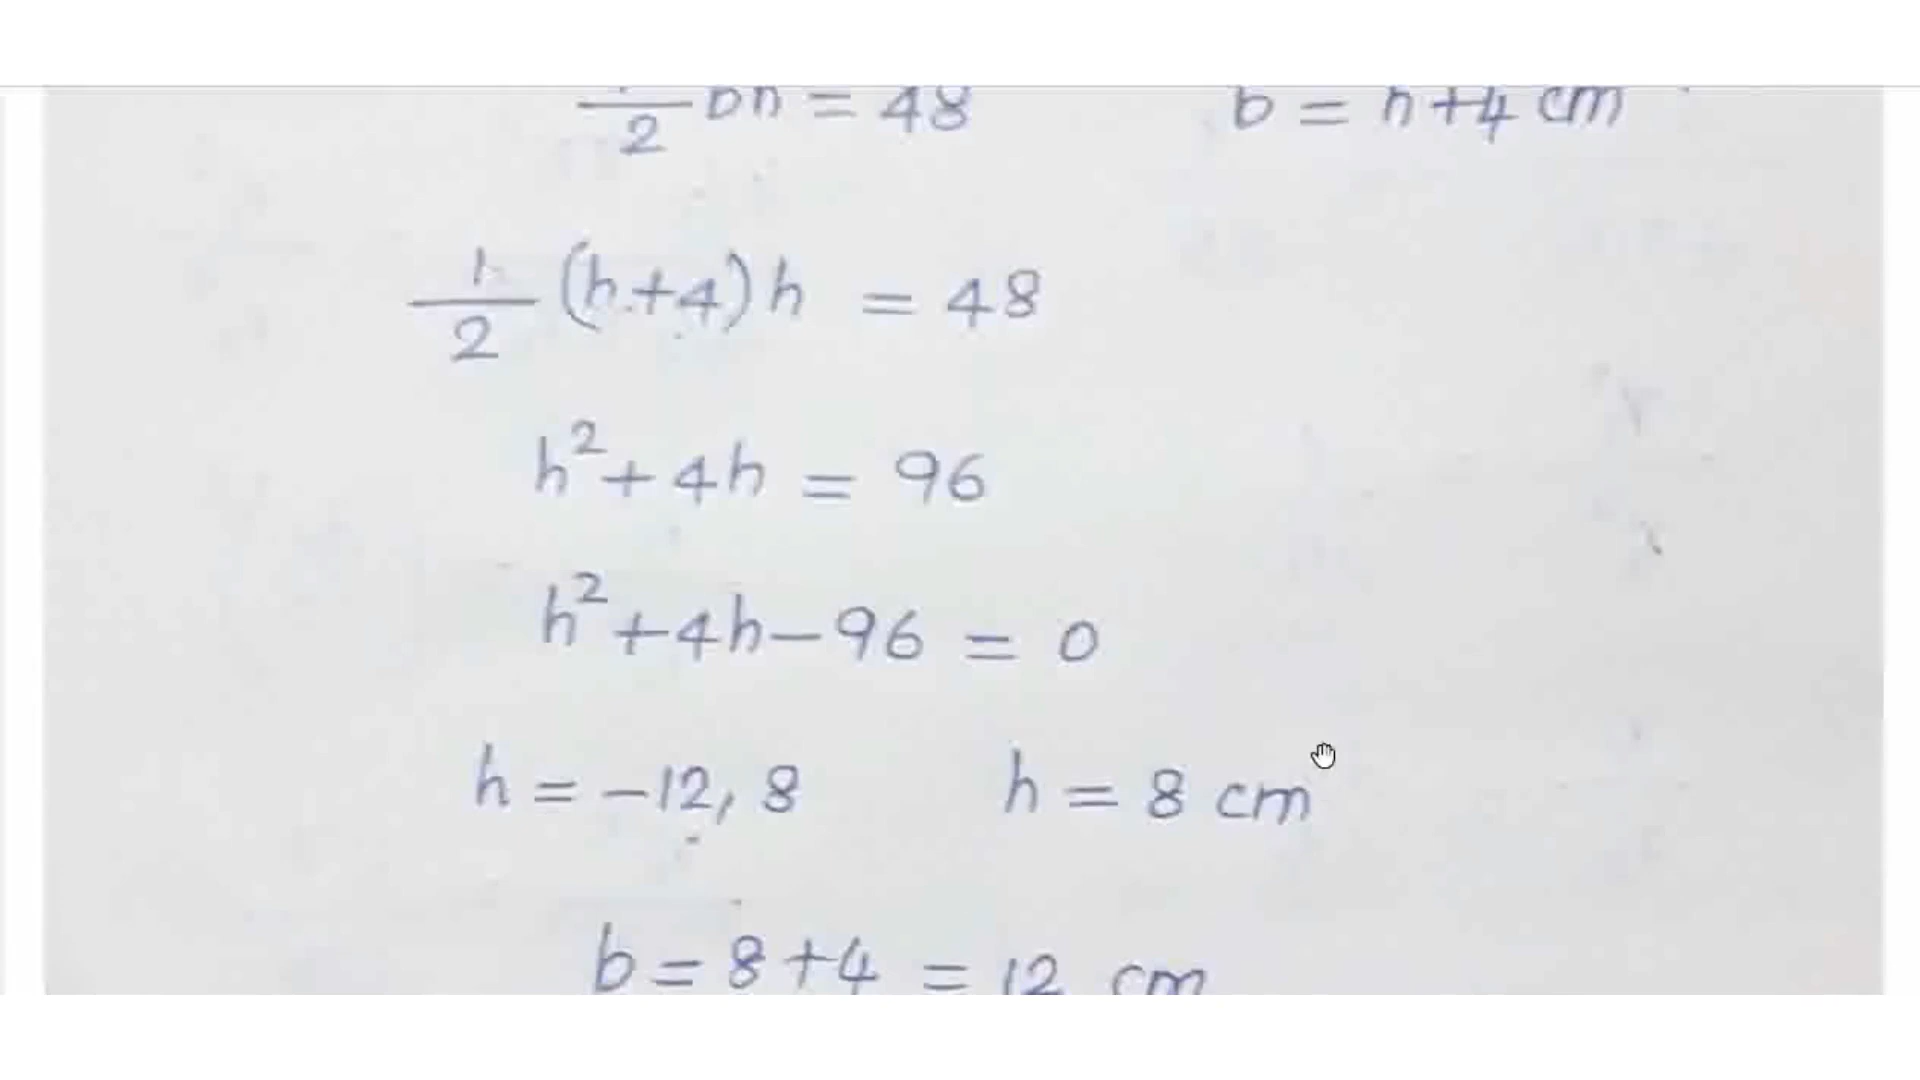 1/2 bh = 48 b = h+4 cm
1/2 (h+4) h = 48
h² + 4h = 96
h² + 4h - 96 = 0
h = -12, 8 h = 8 cm
b = 8+4 = 12 cm